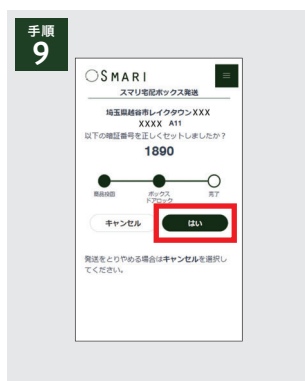 手順
9
SMARI
スマリ宅配ボックス発送
埼玉県越谷市レイクタウンXXX
XXXX A11
以下の暗証番号を正しくセットしましたか？
1890
商品投函
ボックス
ドアロック
完了
キャンセル
はい
発送をとりやめる場合はキャンセルを選択し
てください。